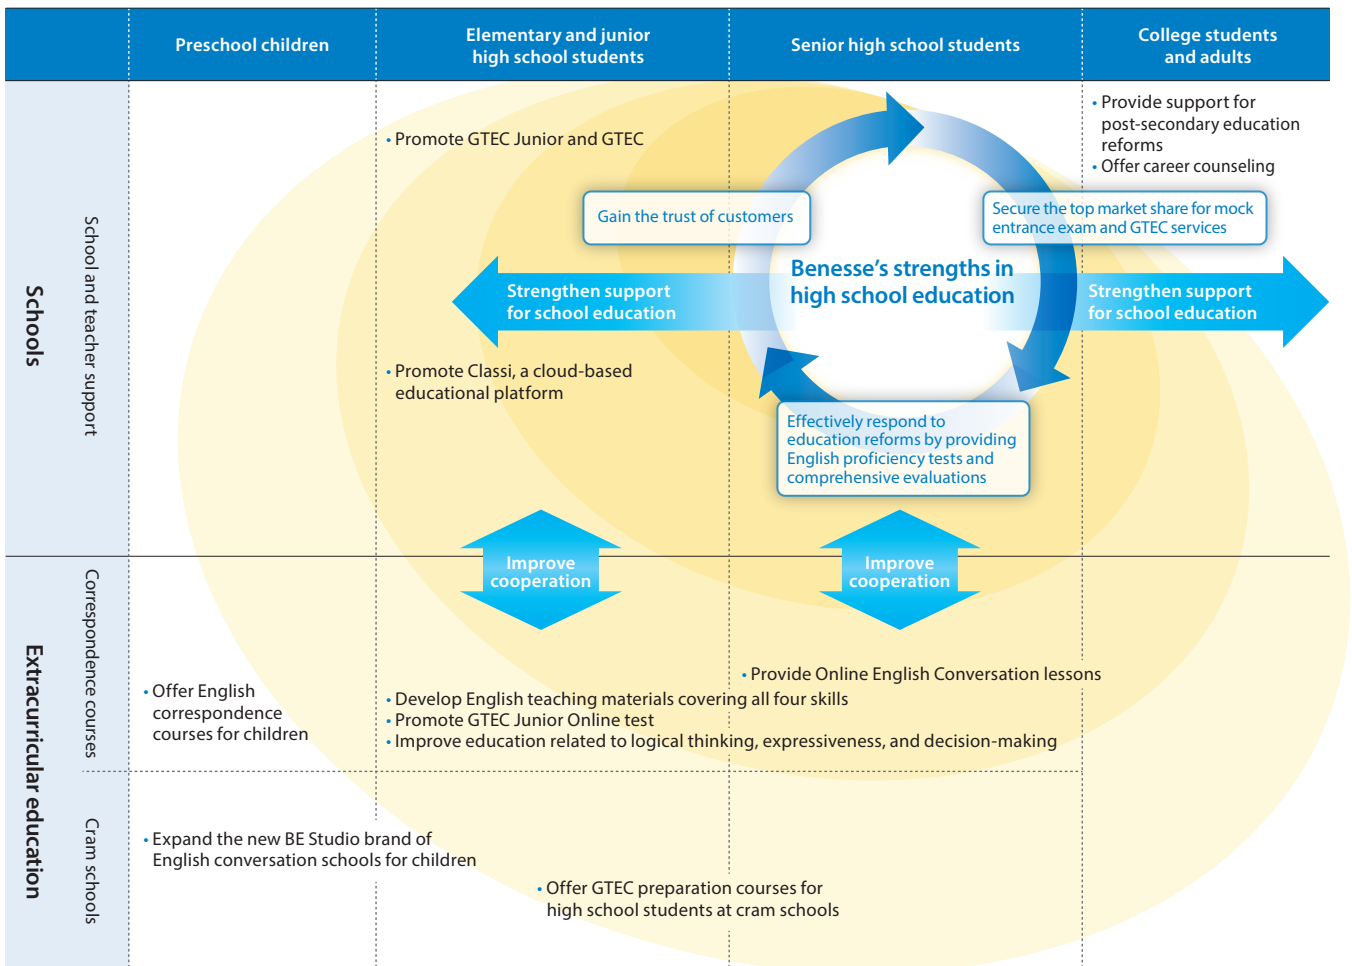 Preschool children
Elementary and junior
high school students
Senior high school students
College students
and adults
Schools
School and teacher support
• Promote GTEC Junior and GTEC
• Provide support for
post-secondary education
reforms
• Offer career counseling
Gain the trust of customers
Secure the top market share for mock
entrance exam and GTEC services
Benesse’s strengths in
high school education
Strengthen support
for school education
Strengthen support
for school education
• Promote Classi, a cloud-based
educational platform
Effectively respond to
education reforms by providing
English proficiency tests and
comprehensive evaluations
Improve
cooperation
Improve
cooperation
Extracurricular education
Correspondence courses
• Offer English
correspondence
courses for children
• Provide Online English Conversation lessons
• Develop English teaching materials covering all four skills
• Promote GTEC Junior Online test
• Improve education related to logical thinking, expressiveness, and decision-making
Cram schools
• Expand the new BE Studio brand of
English conversation schools for children
• Offer GTEC preparation courses for
high school students at cram schools